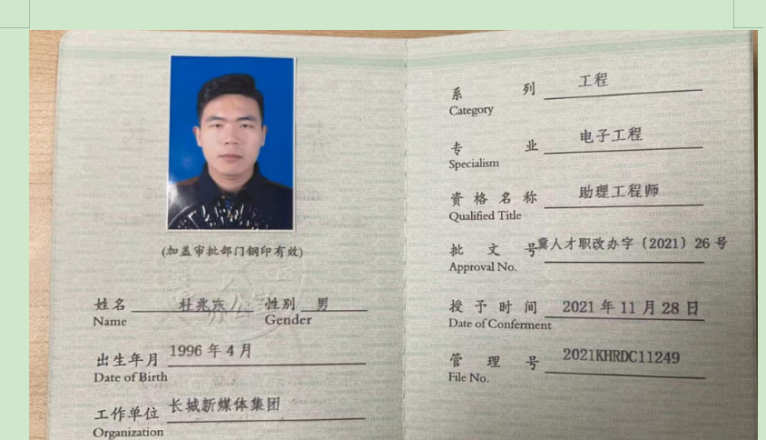 (加盖审批部门钢印有效)
姓名 杜兆东 性别 男
Name Gender
出生年月 1996 年 4 月
Date of Birth
工作单位 长城新媒体集团
Organization
系 列 工程
Category
专 业 电子工程
Specialism
资格名称 助理工程师
Qualified Title
批 文 号 冀人才职改办字（2021）26 号
Approval No.
授予时间 2021 年 11 月 28 日
Date of Conferment
管 理 号 2021KHRDC11249
File No.